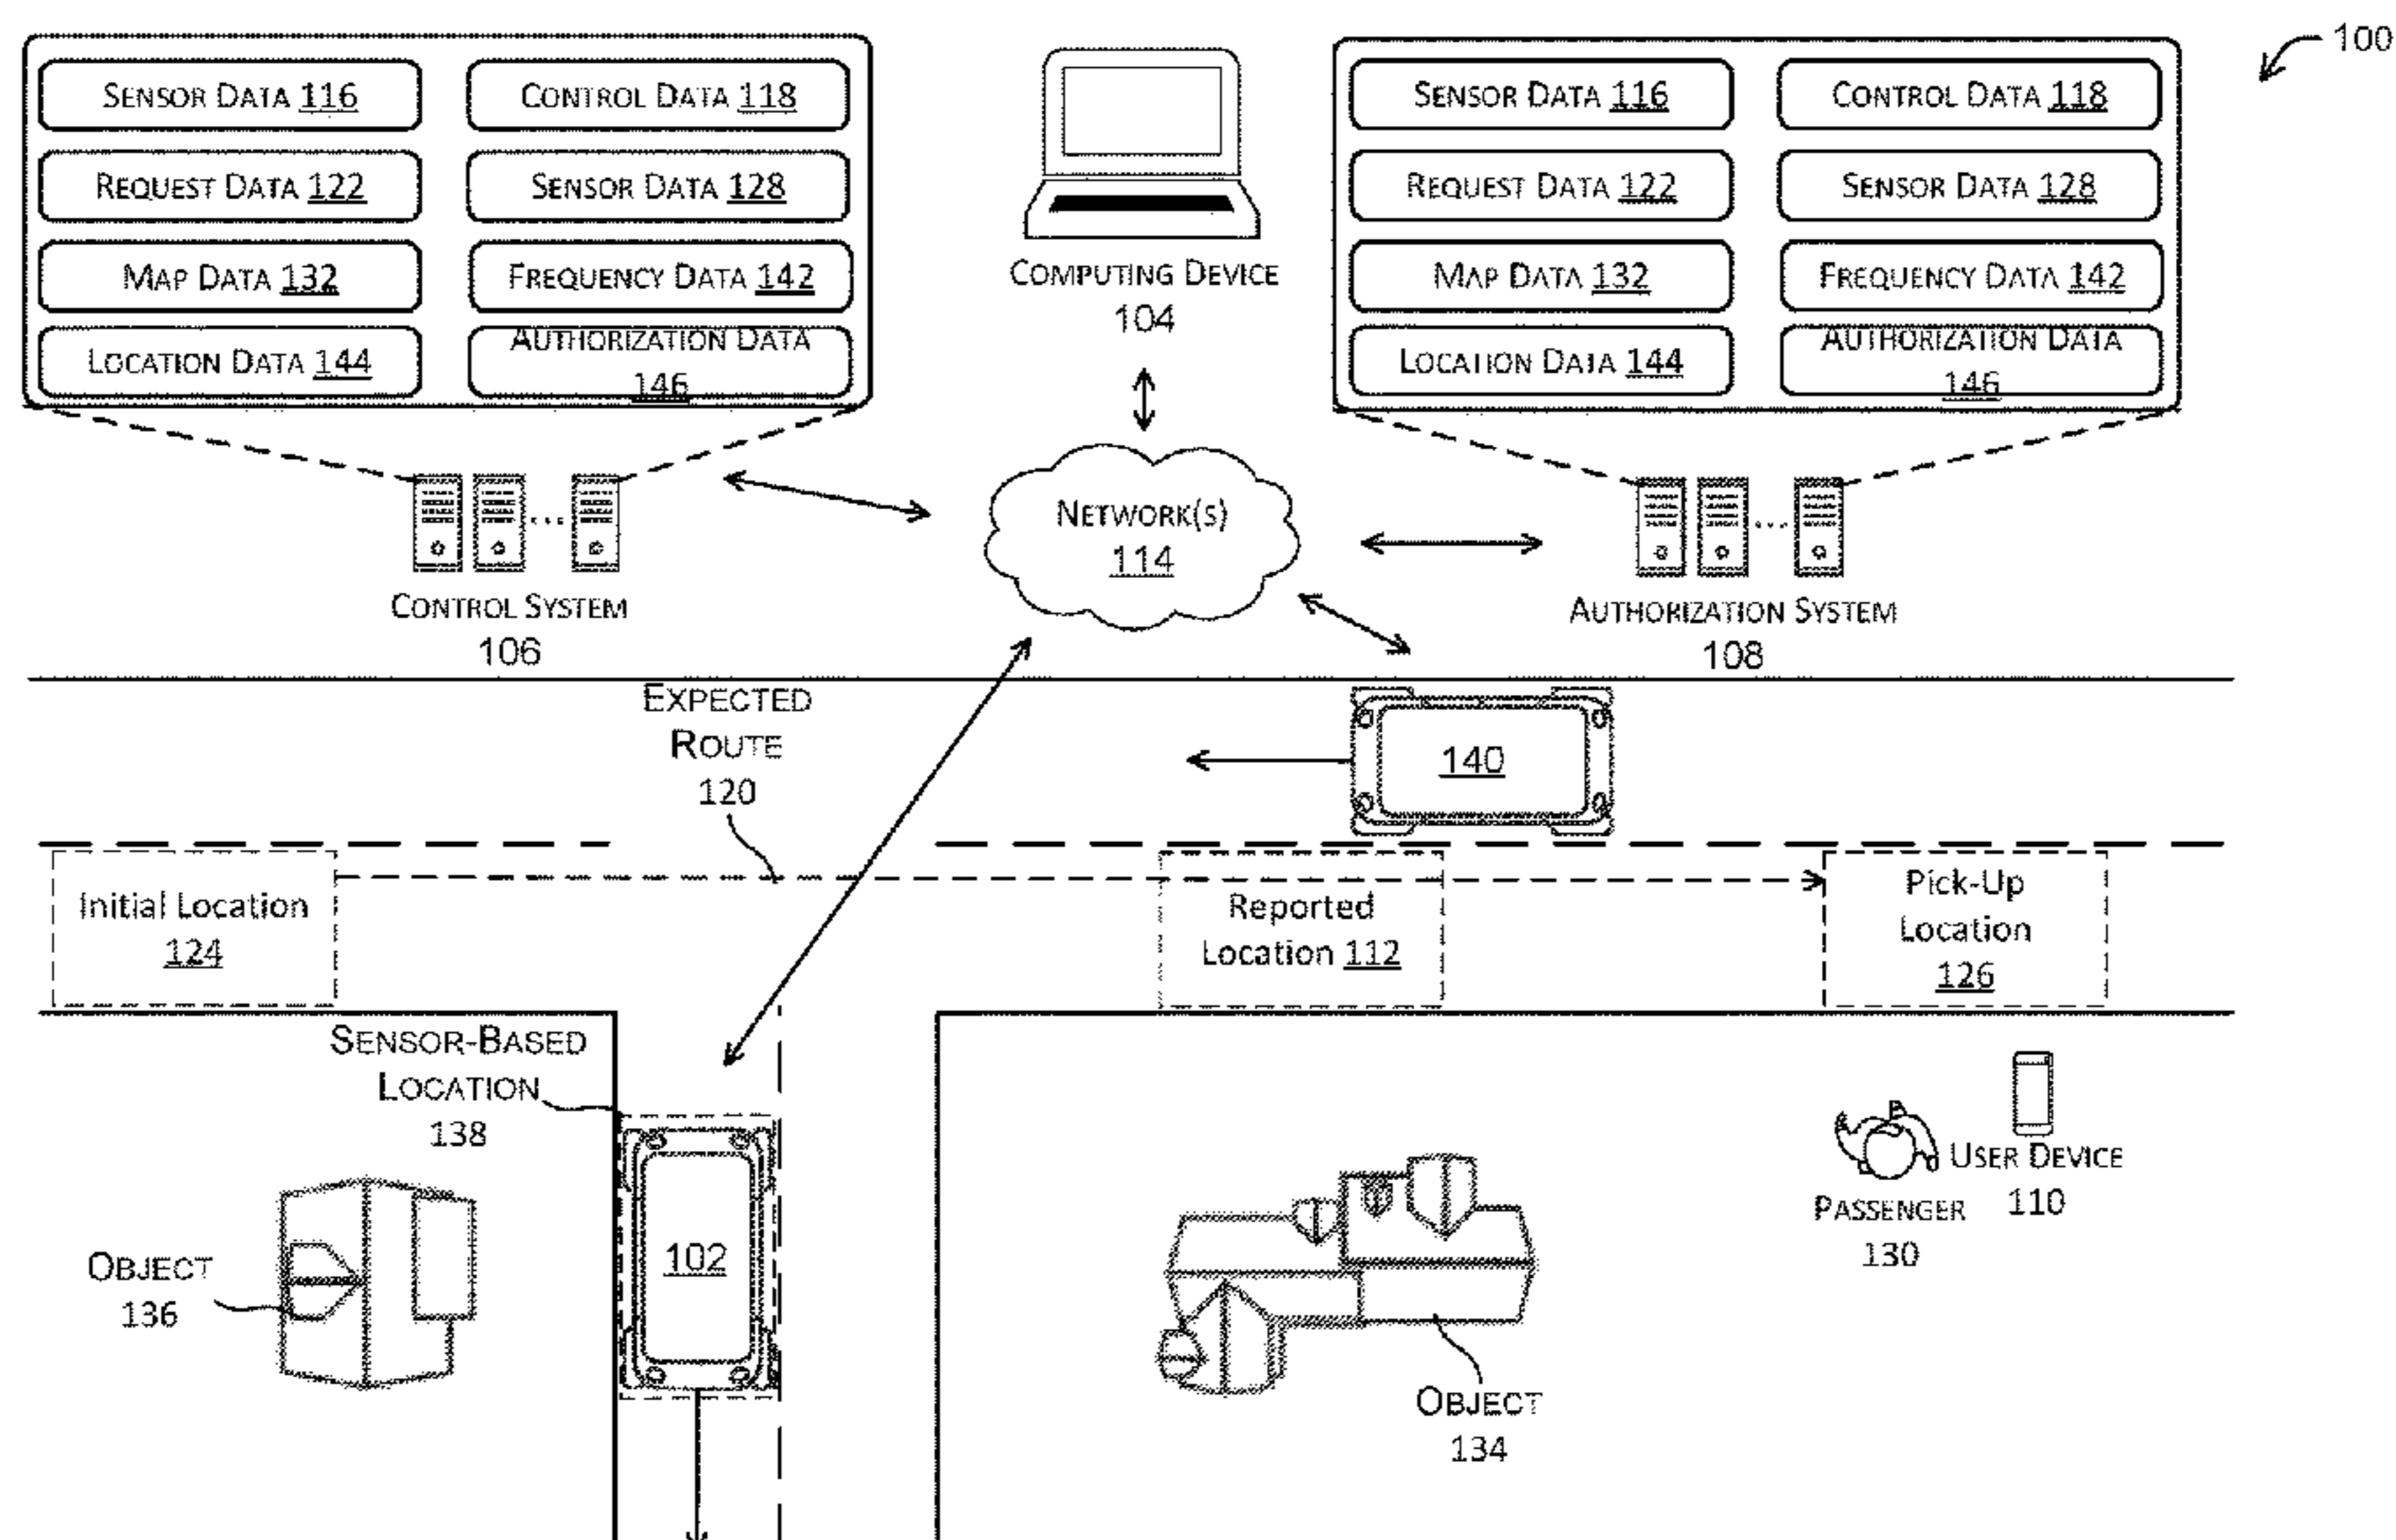 100
SENSOR DATA 116
CONTROL DATA 118
REQUEST DATA 122
SENSOR DATA 128
MAP DATA 132
FREQUENCY DATA 142
LOCATION DATA 144
AUTHORIZATION DATA
146
CONTROL SYSTEM
106
COMPUTING DEVICE
104
NETWORK(S)
114
SENSOR DATA 116
CONTROL DATA 118
REQUEST DATA 122
SENSOR DATA 128
MAP DATA 132
FREQUENCY DATA 142
LOCATION DATA 144
AUTHORIZATION DATA
146
AUTHORIZATION SYSTEM
108
EXPECTED
ROUTE
120
140
Initial Location
124
Reported
Location 112
Pick-Up
Location
126
SENSOR-BASED
LOCATION
138
102
OBJECT
136
OBJECT
134
PASSENGER
130
USER DEVICE
110